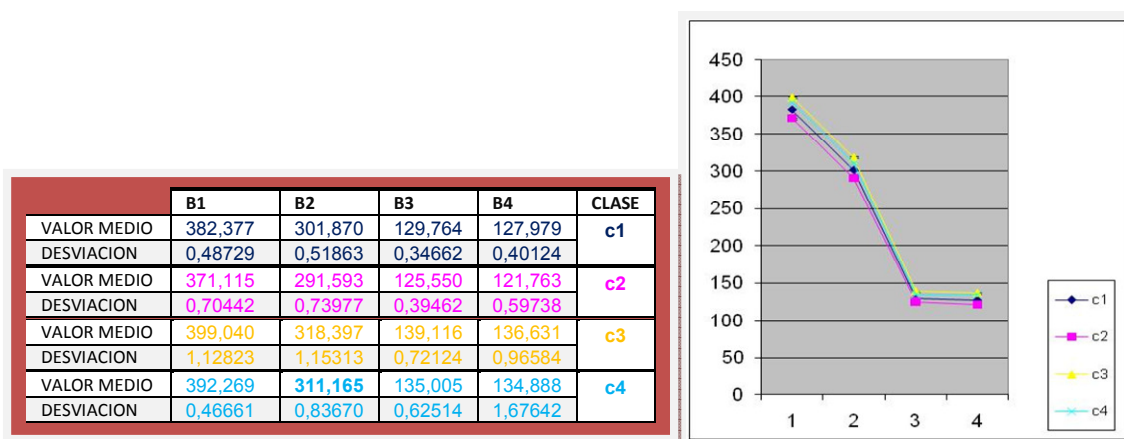 B1 B2 B3 B4 CLASE
VALOR MEDIO 382,377 301,870 129,764 127,979 c1
DESVIACION 0,48729 0,51863 0,34662 0,40124
VALOR MEDIO 371,115 291,593 125,550 121,763 c2
DESVIACION 0,70442 0,73977 0,39462 0,59738
VALOR MEDIO 399,040 318,397 139,116 136,631 c3
DESVIACION 1,12823 1,15313 0,72124 0,96584
VALOR MEDIO 392,269 311,165 135,005 134,888 c4
DESVIACION 0,46661 0,83670 0,62514 1,67642
450
400
350
300
250
200
150
100
50
0
1 2 3 4
c1
c2
c3
c4